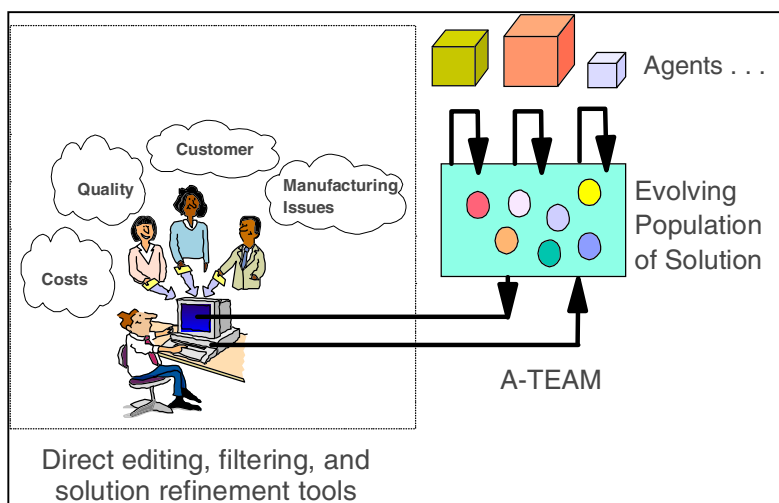 Agents . . .
Customer
Quality
Manufacturing
Issues
Costs
Evolving
Population
of Solution
A-TEAM
Direct editing, filtering, and
solution refinement tools